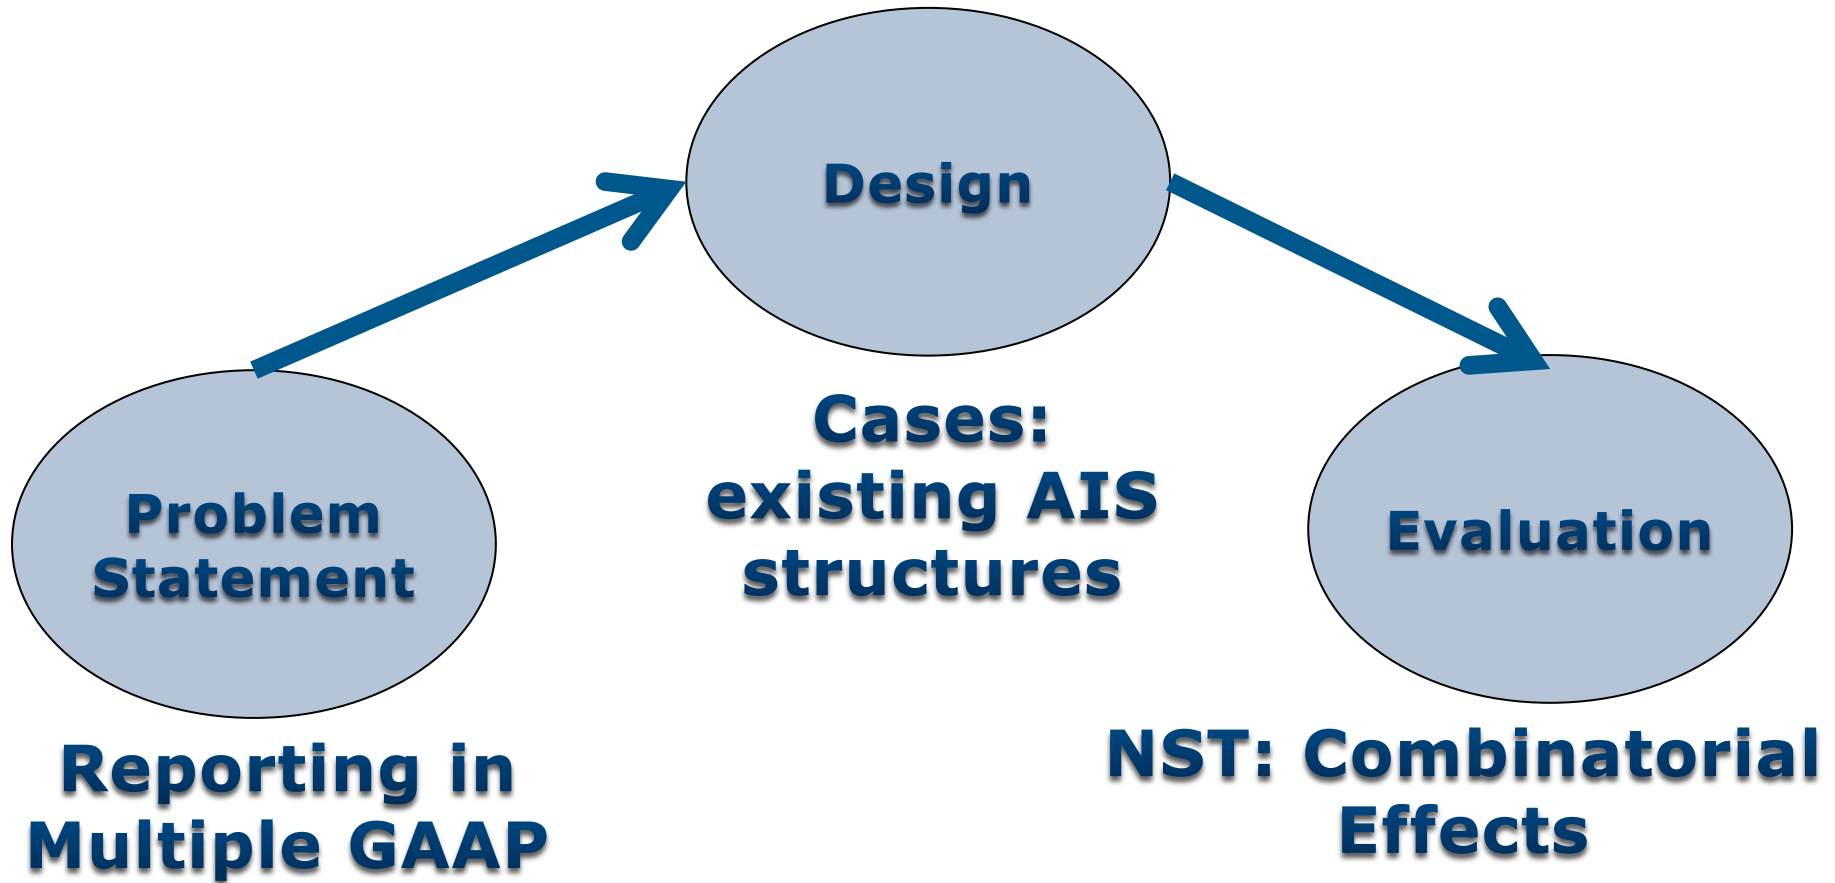 Design
Cases:
existing AIS
structures
Problem
Statement
Reporting in
Multiple GAAP
Evaluation
NST: Combinatorial
Effects